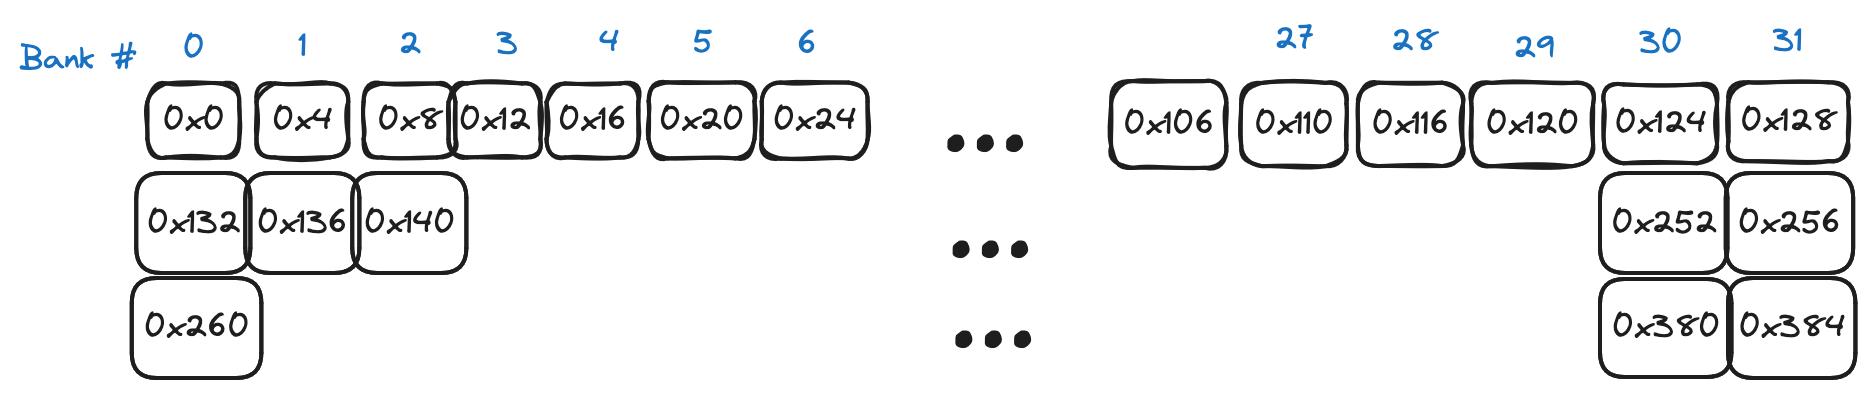 Bank # 0 1 2 3 4 5 6 27 28 29 30 31
0x0 0x4 0x8 0x12 0x16 0x20 0x24 ... 0x106 0x110 0x116 0x120 0x124 0x128
0x132 0x136 0x140 ... 0x252 0x256
0x260 ... 0x380 0x384